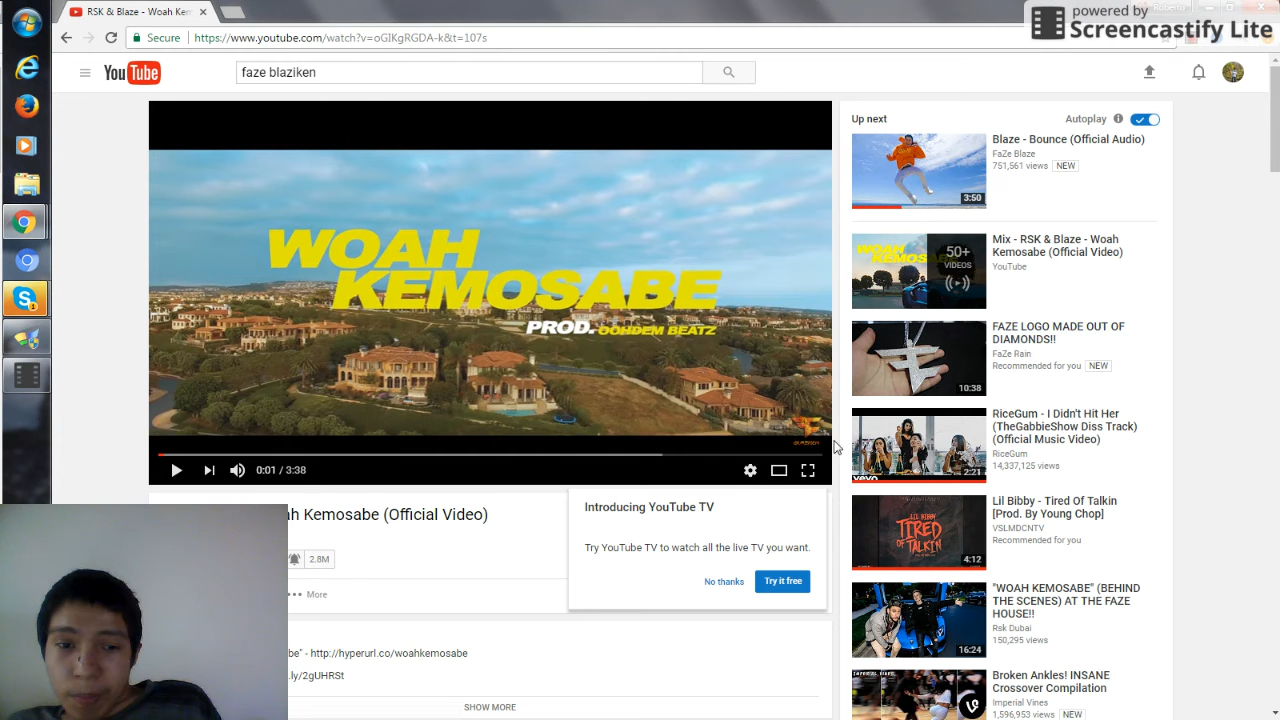 RSK & Blaze - Woah Kem
powered by
Screencastify Lite
Secure
https://www.youtube.com/watch?v=oGIKgRGDA-k&t=107s
YouTube
faze blaziken
WOAH
KEMOSABE
PROD. OOHDEM BEATZ
0:01 / 3:38
Introducing YouTube TV
Try YouTube TV to watch all the live TV you want.
No thanks
Try it free
ah Kemosabe (Official Video)
2.8M
More
be" - http://hyperurl.co/woahkemosabe
.ly/2gUHRSt
SHOW MORE
Up next
Autoplay
Blaze - Bounce (Official Audio)
FaZe Blaze
751,561 views NEW
3:50
Mix - RSK & Blaze - Woah
Kemosabe (Official Video)
YouTube
50+
VIDEOS
FAZE LOGO MADE OUT OF
DIAMONDS!!
FaZe Rain
Recommended for you NEW
10:38
RiceGum - I Didn't Hit Her
(TheGabbieShow Diss Track)
(Official Music Video)
RiceGum
14,337,125 views
2:21
vevo
Lil Bibby - Tired Of Talkin
[Prod. By Young Chop]
VSLMDCNTV
Recommended for you
LIL BIBBY
TIRED
OF TALKIN
4:12
"WOAH KEMOSABE" (BEHIND
THE SCENES) AT THE FAZE
HOUSE!!
Rsk Dubai
150,295 views
16:24
Broken Ankles! INSANE
Crossover Compilation
Imperial Vines
1,596,953 views NEW